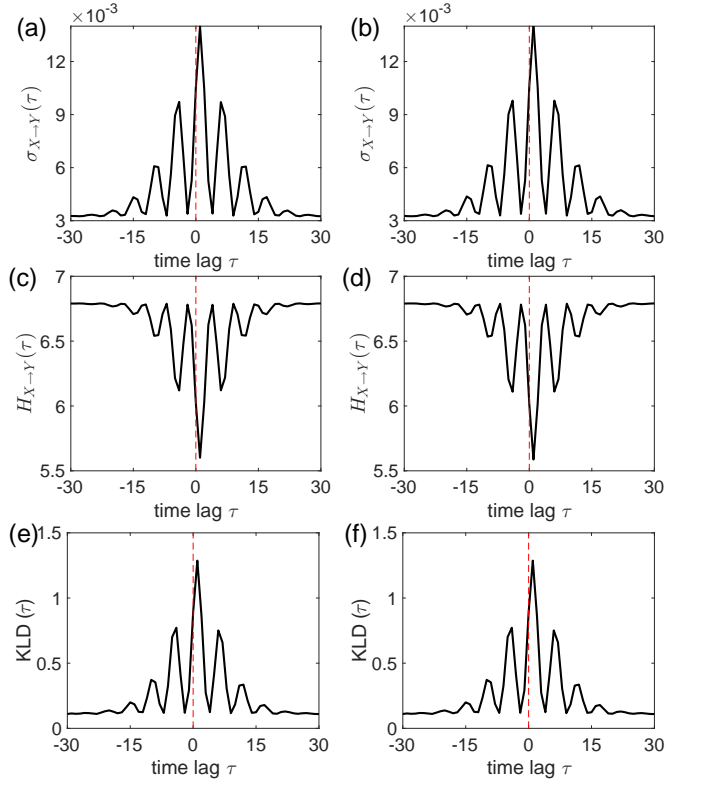 (a) (b)
×10⁻³ ×10⁻³
σX→Y(τ) σX→Y(τ)
12 12
9 9
6 6
3 3
-30 -15 0 15 30 -30 -15 0 15 30
time lag τ time lag τ
(c) (d)
HX→Y(τ) HX→Y(τ)
7 7
6.5 6.5
6 6
5.5 5.5
-30 -15 0 15 30 -30 -15 0 15 30
time lag τ time lag τ
(e) (f)
KLD (τ) KLD (τ)
1.5 1.5
1 1
0.5 0.5
0 0
-30 -15 0 15 30 -30 -15 0 15 30
time lag τ time lag τ